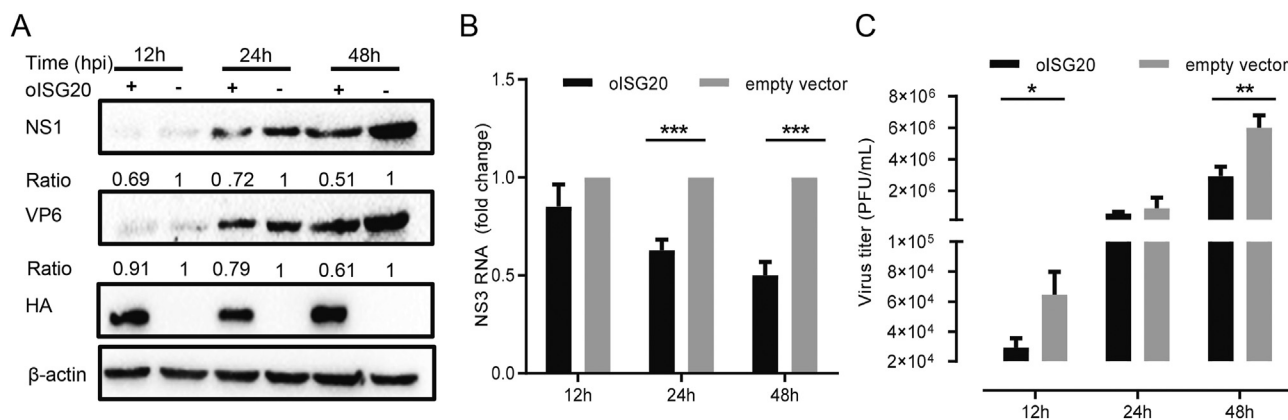 A
Time (hpi) 12h 24h 48h
oISG20 + - + - + -
NS1
Ratio 0.69 1 0 .72 1 0.51 1
VP6
Ratio 0.91 1 0.79 1 0.61 1
HA
β-actin
B
oISG20 empty vector
NS3 RNA (fold change)
1.5
1.0
0.5
0.0
*** ***
12h 24h 48h
C
oISG20 empty vector
Virus titer (PFU/mL)
* **
8×10⁶
6×10⁶
4×10⁶
2×10⁶
1×10⁵
8×10⁴
6×10⁴
4×10⁴
2×10⁴
12h 24h 48h